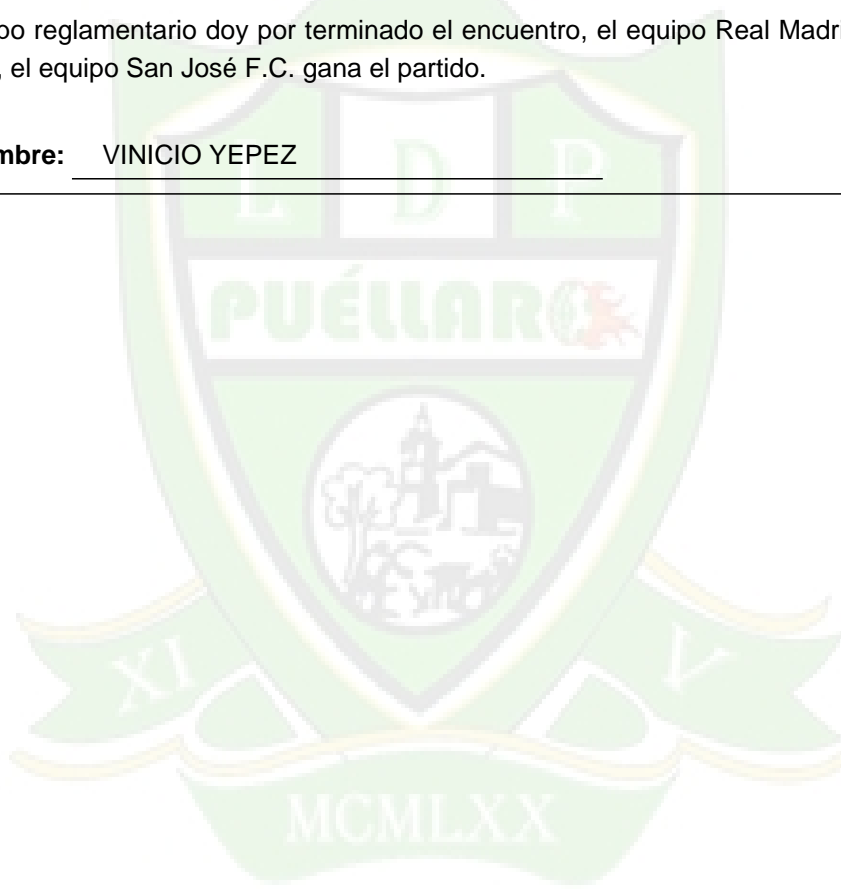 po reglamentario doy por terminado el encuentro, el equipo Real Madri
, el equipo San José F.C. gana el partido.
mbre: VINICIO YEPEZ
L D P
PUÉLLARO
XI V
MCMLXX